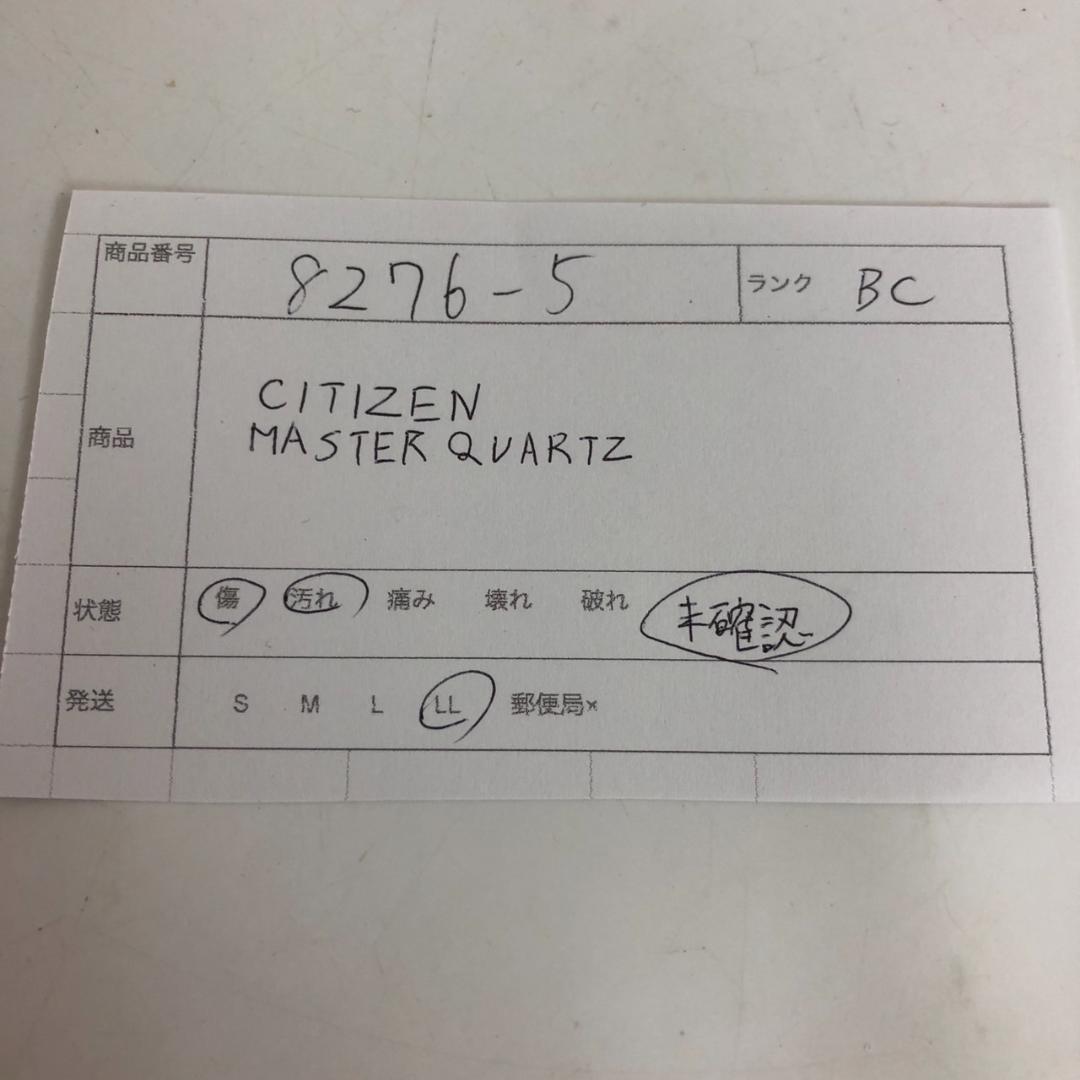 商品番号 8276-5 ランク BC
商品 CITIZEN
MASTER QUARTZ
状態 傷 汚れ 痛み 壊れ 破れ 未確認
発送 S M L LL 郵便局×